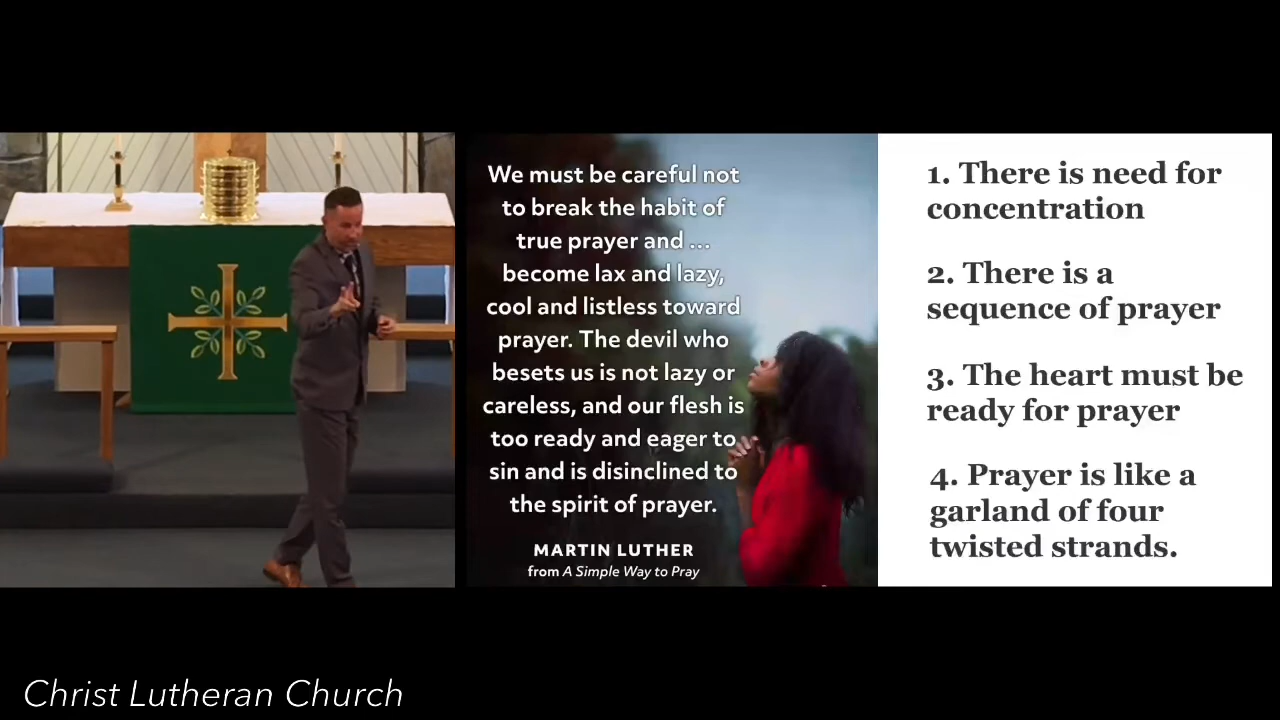 We must be careful not
to break the habit of
true prayer and ...
become lax and lazy,
cool and listless toward
prayer. The devil who
besets us is not lazy or
careless, and our flesh is
too ready and eager to
sin and is disinclined to
the spirit of prayer.
MARTIN LUTHER
from A Simple Way to Pray
1. There is need for
concentration
2. There is a
sequence of prayer
3. The heart must be
ready for prayer
4. Prayer is like a
garland of four
twisted strands.
Christ Lutheran Church